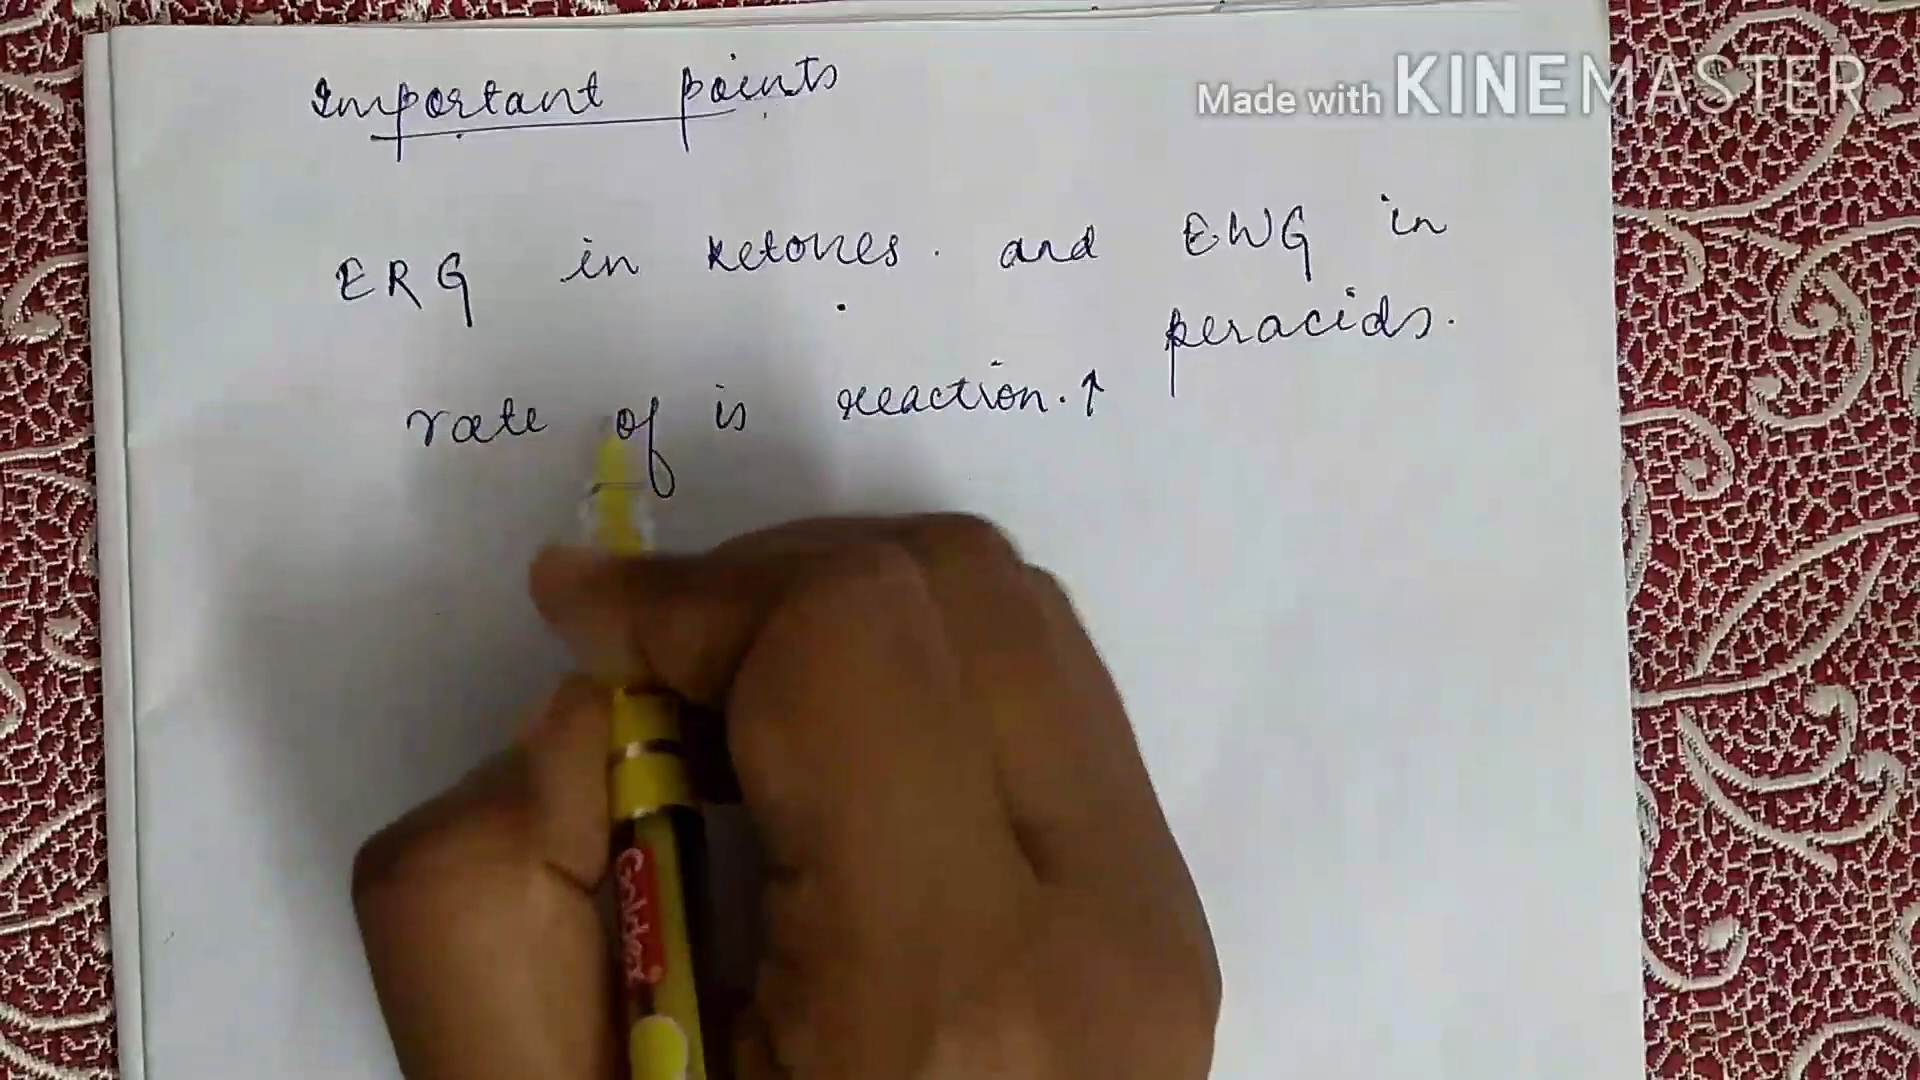 Important points
Made with KINEMASTER
ERG in ketones. and EWG in
peracids.
rate of is reaction. ↑